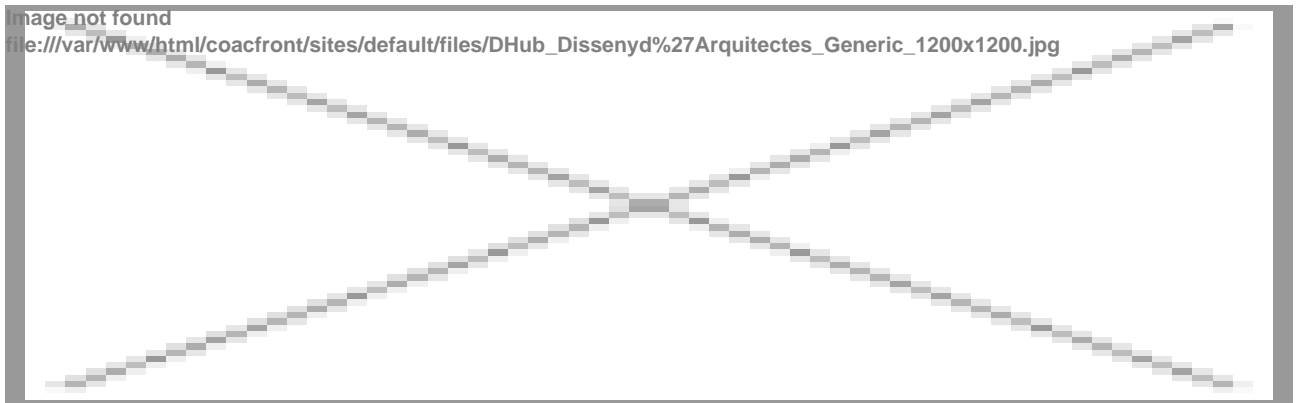 Image not found
file:///var/www/html/coacfront/sites/default/files/DHub_Dissenyd%27Arquitectes_Generic_1200x1200.jpg